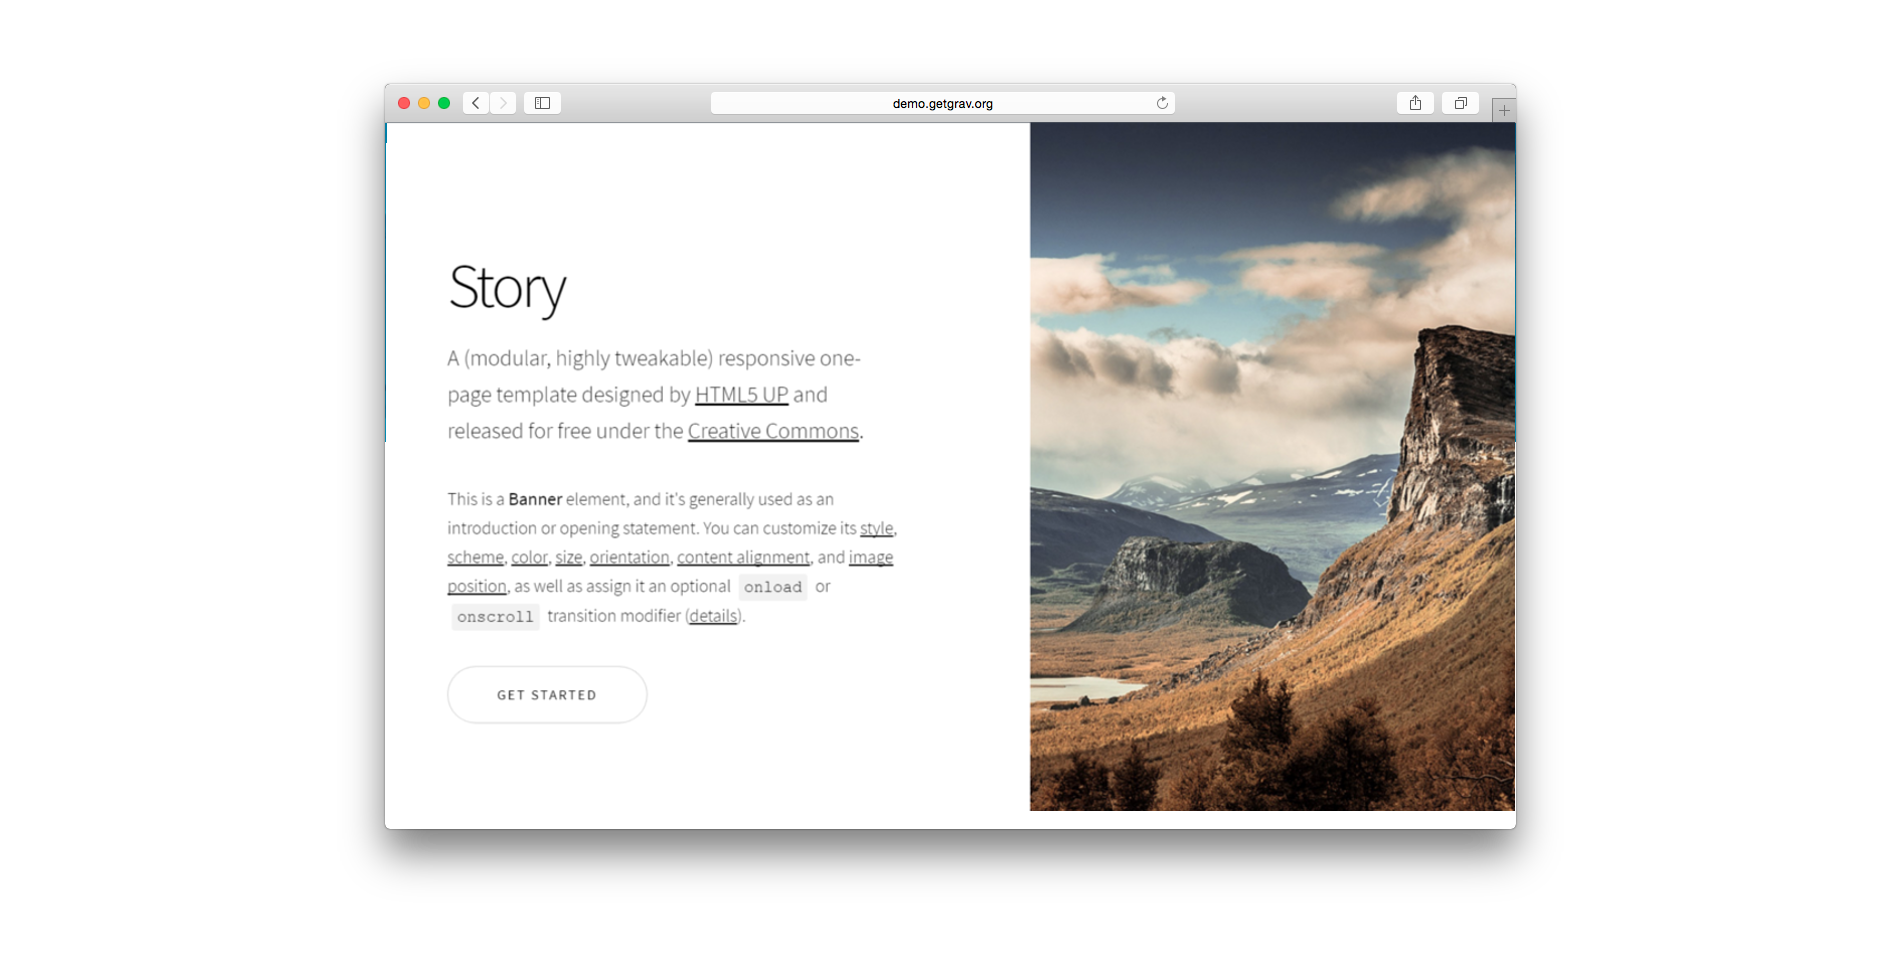 demo.getgrav.org
Story
A (modular, highly tweakable) responsive one-
page template designed by HTML5 UP and
released for free under the Creative Commons.
This is a Banner element, and it's generally used as an
introduction or opening statement. You can customize its style,
scheme, color, size, orientation, content alignment, and image
position, as well as assign it an optional onload or
onscroll transition modifier (details).
GET STARTED